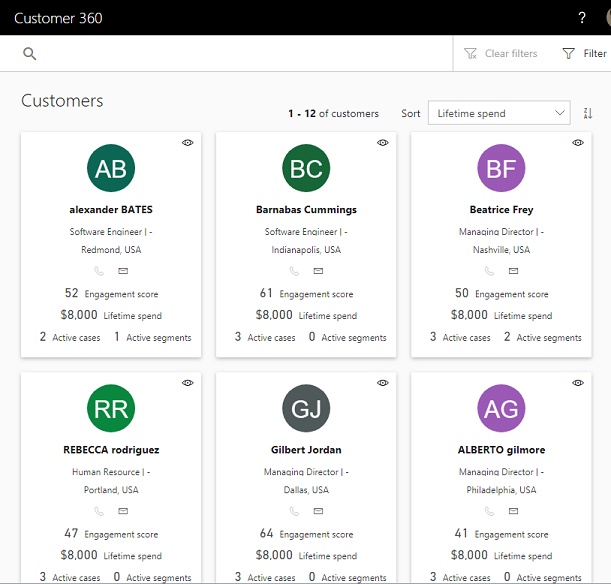 Customer 360 ?
Clear filters Filter
Customers
1 - 12 of customers Sort Lifetime spend
AB
alexander BATES
Software Engineer | -
Redmond, USA
52 Engagement score
$8,000 Lifetime spend
2 Active cases 1 Active segments
BC
Barnabas Cummings
Software Engineer | -
Indianapolis, USA
61 Engagement score
$8,000 Lifetime spend
3 Active cases 0 Active segments
BF
Beatrice Frey
Managing Director | -
Nashville, USA
50 Engagement score
$8,000 Lifetime spend
3 Active cases 2 Active segments
RR
REBECCA rodriguez
Human Resource | -
Portland, USA
47 Engagement score
$8,000 Lifetime spend
3 Active cases 0 Active segments
GJ
Gilbert Jordan
Managing Director | -
Dallas, USA
64 Engagement score
$8,000 Lifetime spend
3 Active cases 0 Active segments
AG
ALBERTO gilmore
Managing Director | -
Philadelphia, USA
41 Engagement score
$8,000 Lifetime spend
3 Active cases 0 Active segments